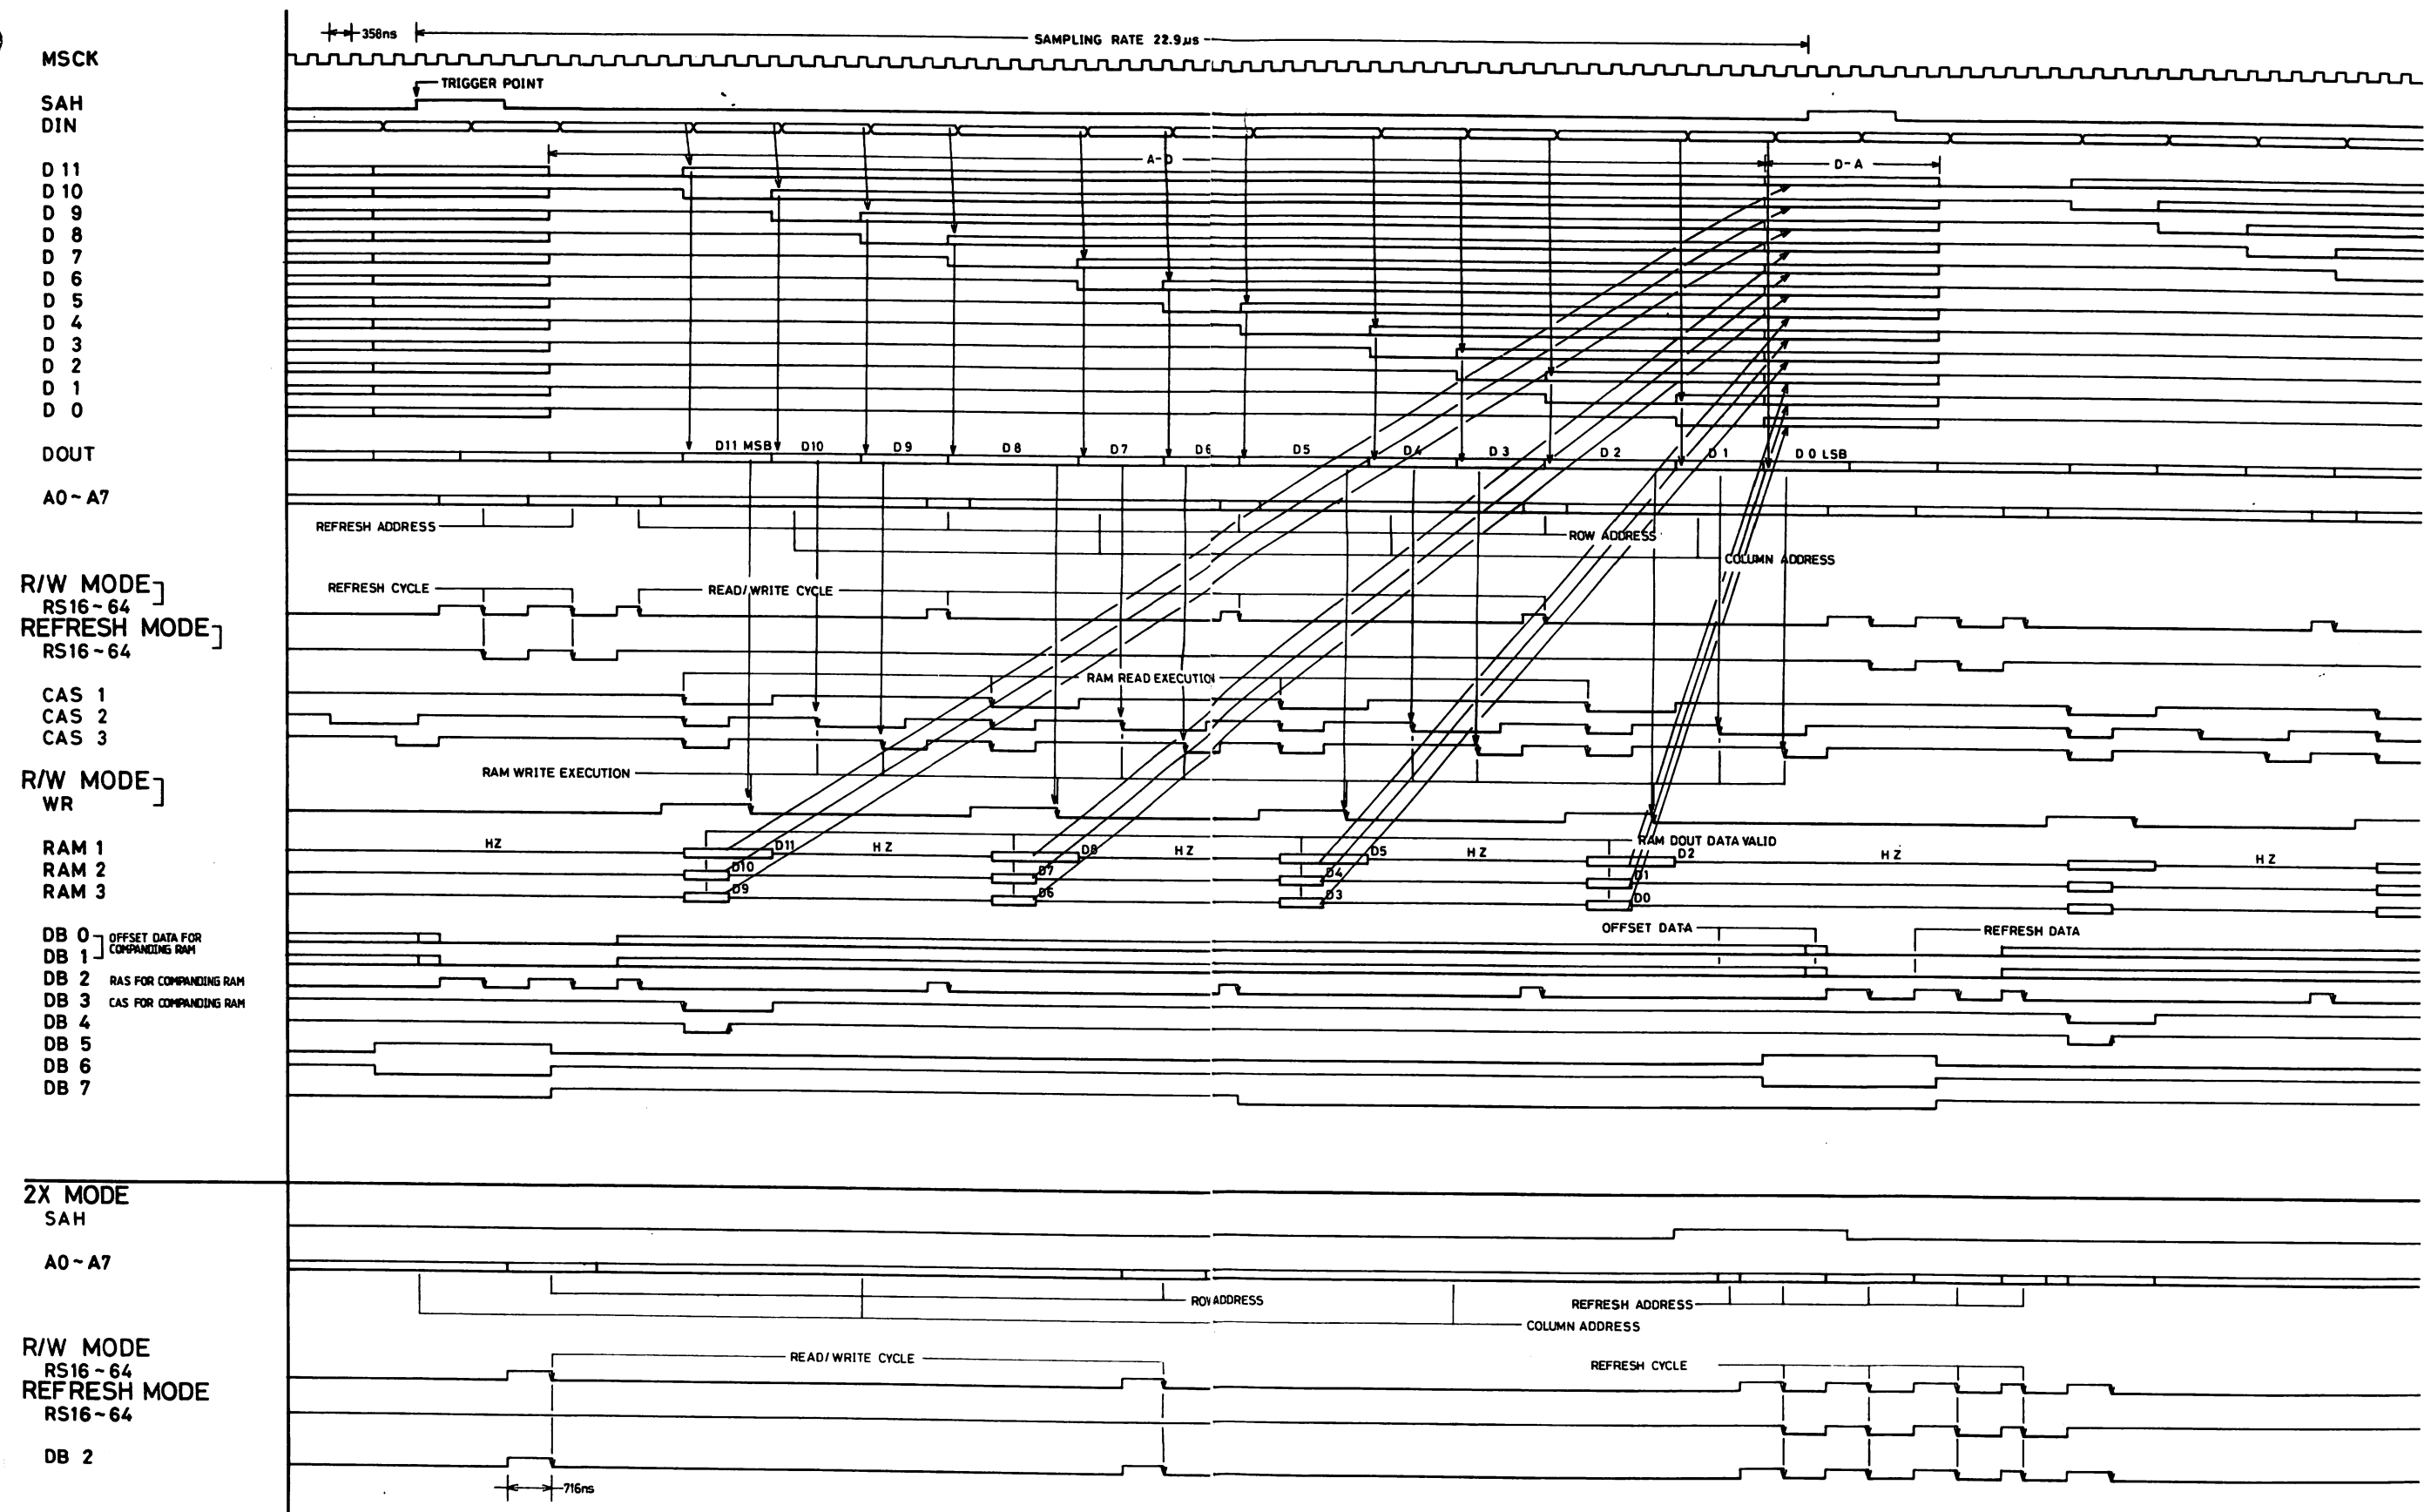 358ns
SAMPLING RATE 22.9μs
MSCK
TRIGGER POINT
SAH
DIN
A-D
D-A
D 11
D 10
D 9
D 8
D 7
D 6
D 5
D 4
D 3
D 2
D 1
D 0
DOUT
D11 MSB
D10
D9
D8
D7
D6
D5
D4
D3
D2
D1
D0 LSB
A0~A7
REFRESH ADDRESS
ROW ADDRESS
COLUMN ADDRESS
R/W MODE
RS16~64
REFRESH CYCLE
READ/WRITE CYCLE
REFRESH MODE
RS16~64
CAS 1
RAM READ EXECUTION
CAS 2
CAS 3
R/W MODE
RAM WRITE EXECUTION
WR
RAM 1
HZ
D11
HZ
D8
HZ
D5
HZ
RAM DOUT DATA VALID
D2
HZ
HZ
RAM 2
D10
D7
D4
D1
RAM 3
D9
D6
D3
D0
DB 0
OFFSET DATA FOR
COMPANDING RAM
OFFSET DATA
REFRESH DATA
DB 1
DB 2 RAS FOR COMPANDING RAM
DB 3 CAS FOR COMPANDING RAM
DB 4
DB 5
DB 6
DB 7
2X MODE
SAH
A0~A7
ROW ADDRESS
REFRESH ADDRESS
COLUMN ADDRESS
R/W MODE
RS16~64
READ/WRITE CYCLE
REFRESH CYCLE
REFRESH MODE
RS16~64
DB 2
716ns